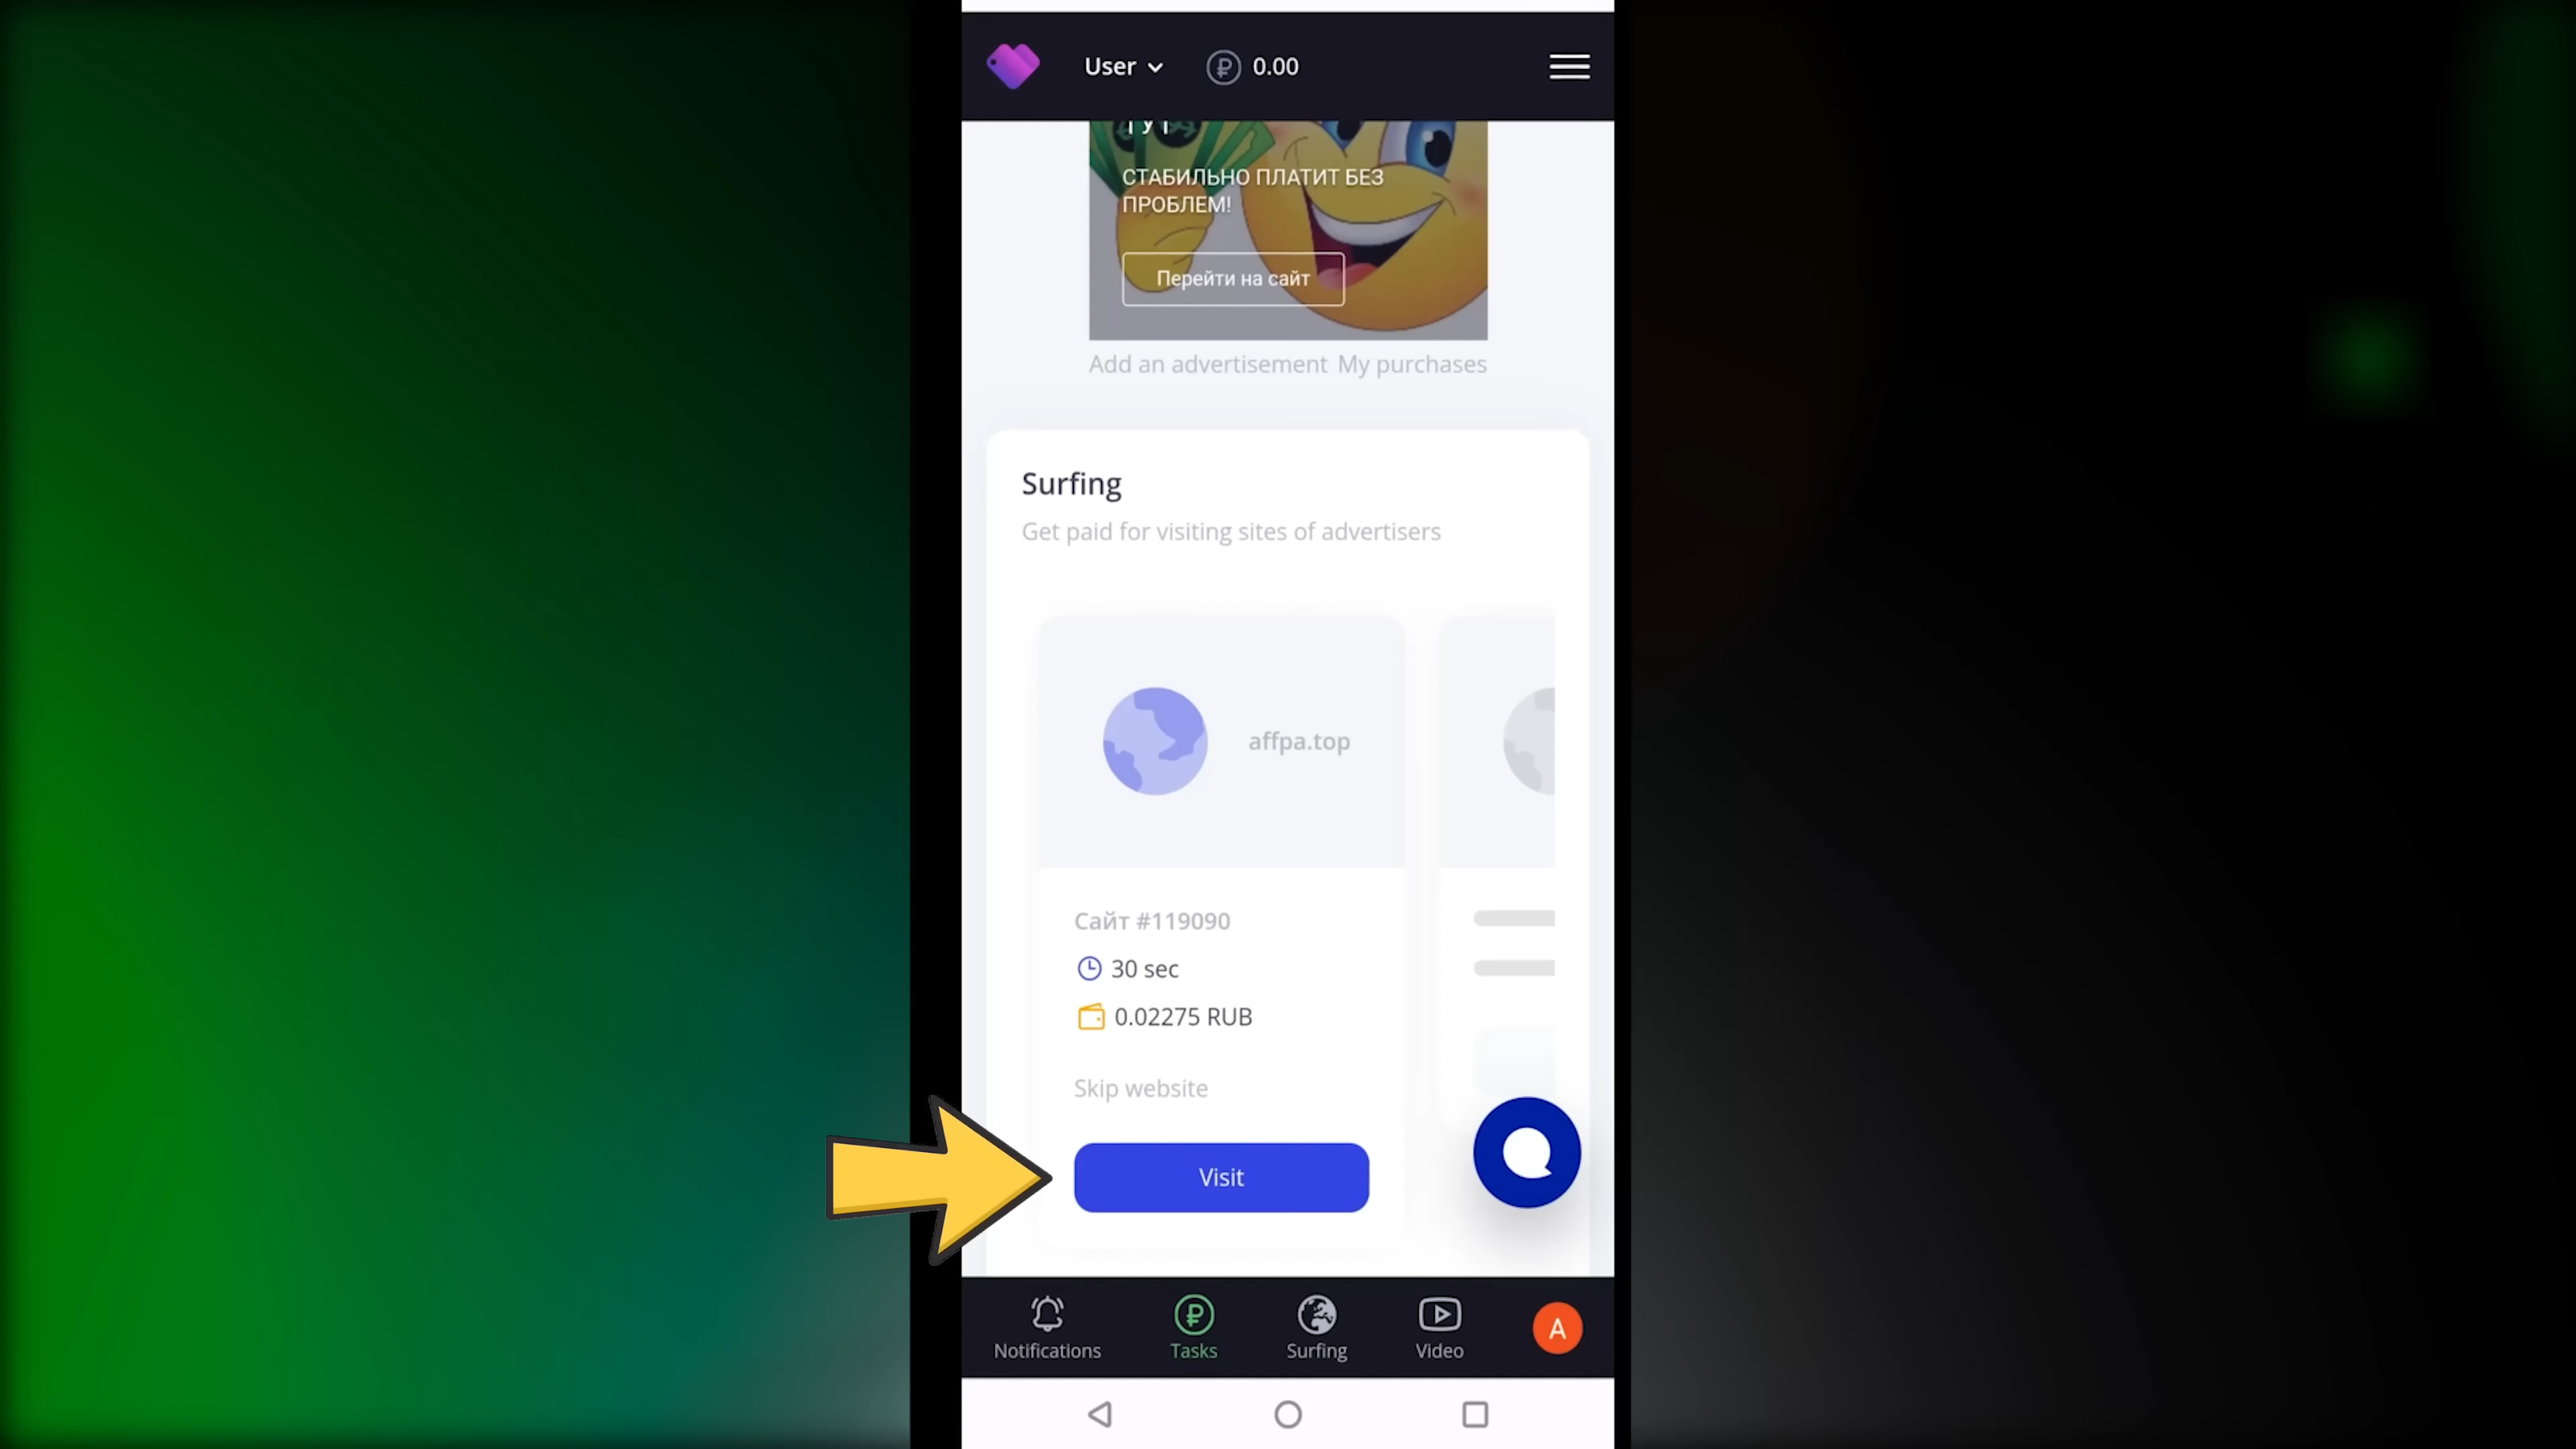 User
0.00
ТУТ
СТАБИЛЬНО ПЛАТИТ БЕЗ
ПРОБЛЕМ!
Перейти на сайт
Add an advertisement My purchases
Surfing
Get paid for visiting sites of advertisers
affpa.top
Сайт #119090
30 sec
0.02275 RUB
Skip website
Visit
Notifications
Tasks
Surfing
Video
A